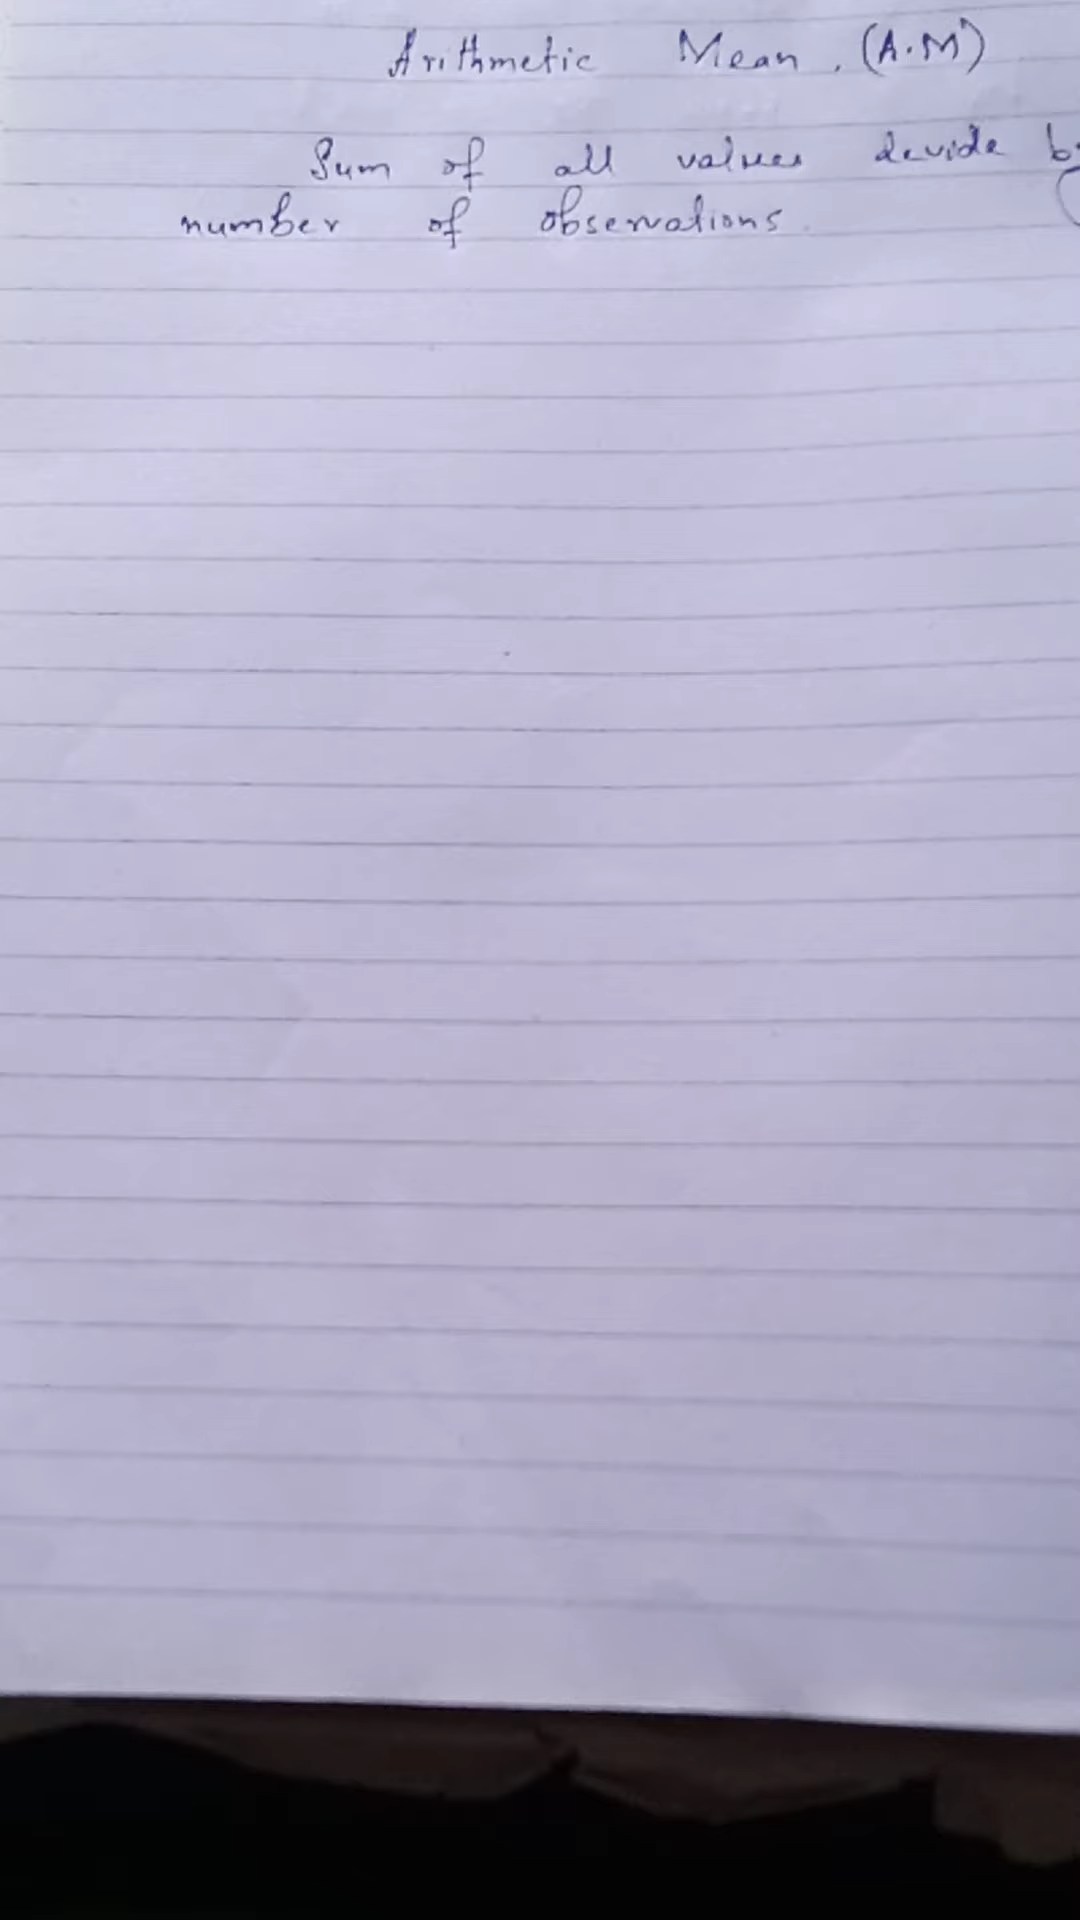 Arithmetic Mean. (A.M)
Sum of all values devide
number of observations.